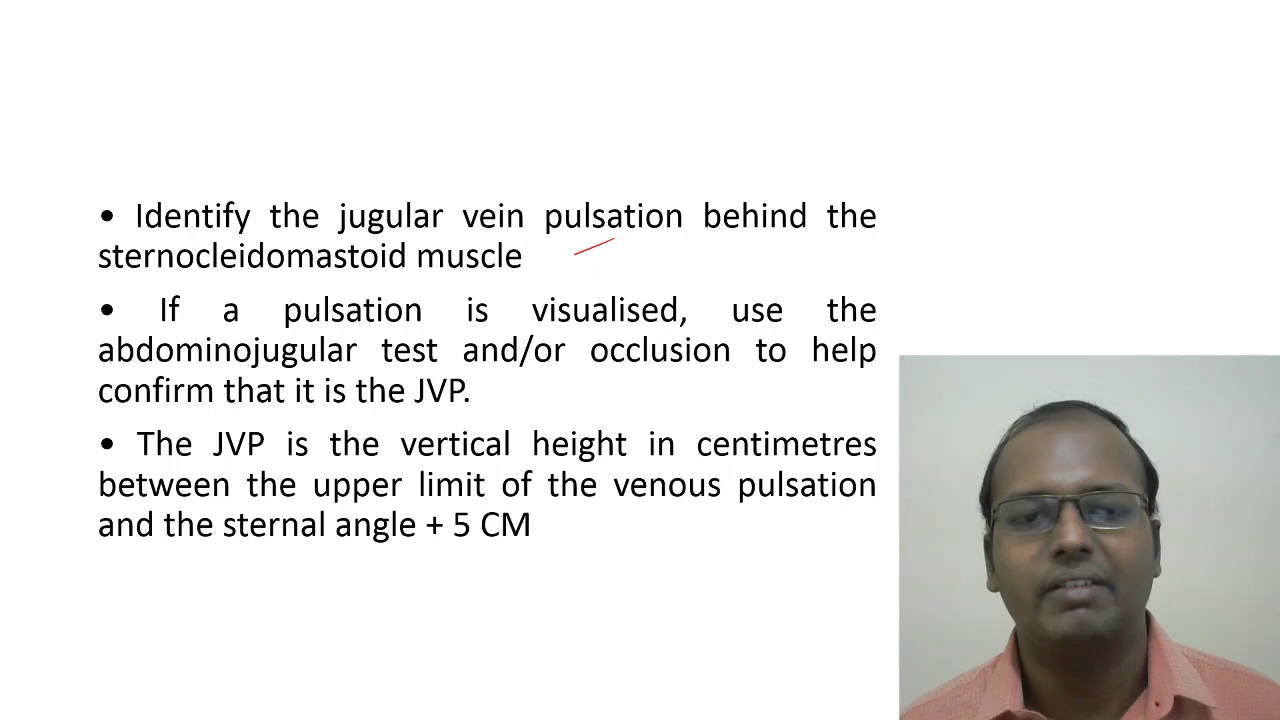 • Identify the jugular vein pulsation behind the
sternocleidomastoid muscle
• If a pulsation is visualised, use the
abdominojugular test and/or occlusion to help
confirm that it is the JVP.
• The JVP is the vertical height in centimetres
between the upper limit of the venous pulsation
and the sternal angle + 5 CM